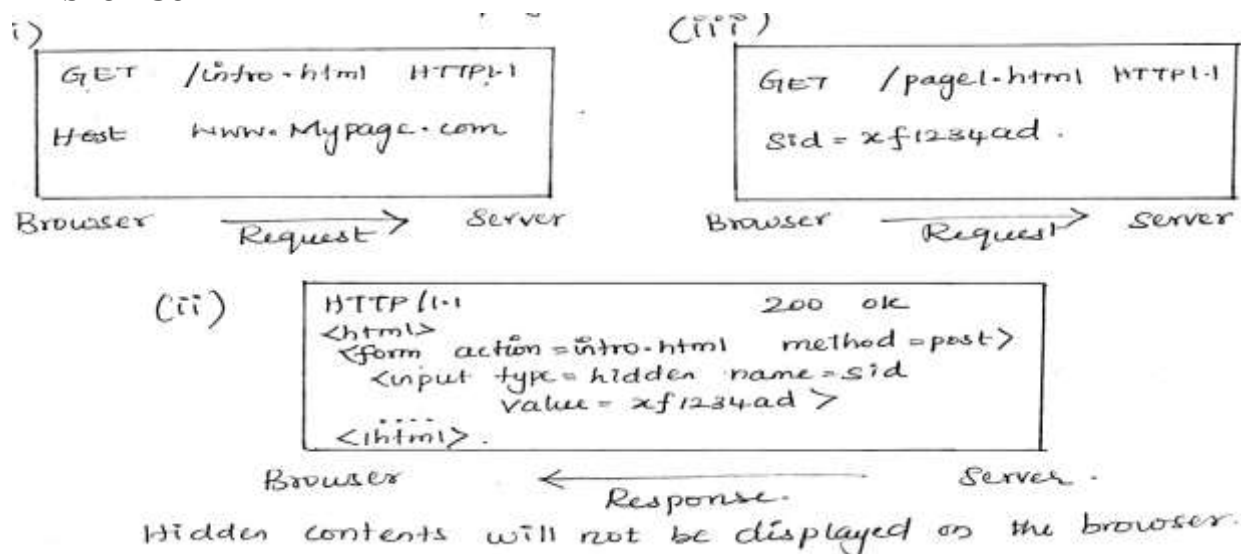 i)
GET /intro.html HTTP1.1
Host www.Mypage.com
Browser Request Server
(iii)
GET /page1.html HTTP1.1
Sid = xf1234ad.
Browser Request Server
(ii)
HTTP/1.1 200 ok
<html>
<form action=intro.html method=post>
<input type=hidden name=sid
value=xf1234ad>
....
</html>.
Browser Response. Server.
Hidden contents will not be displayed on the browser.